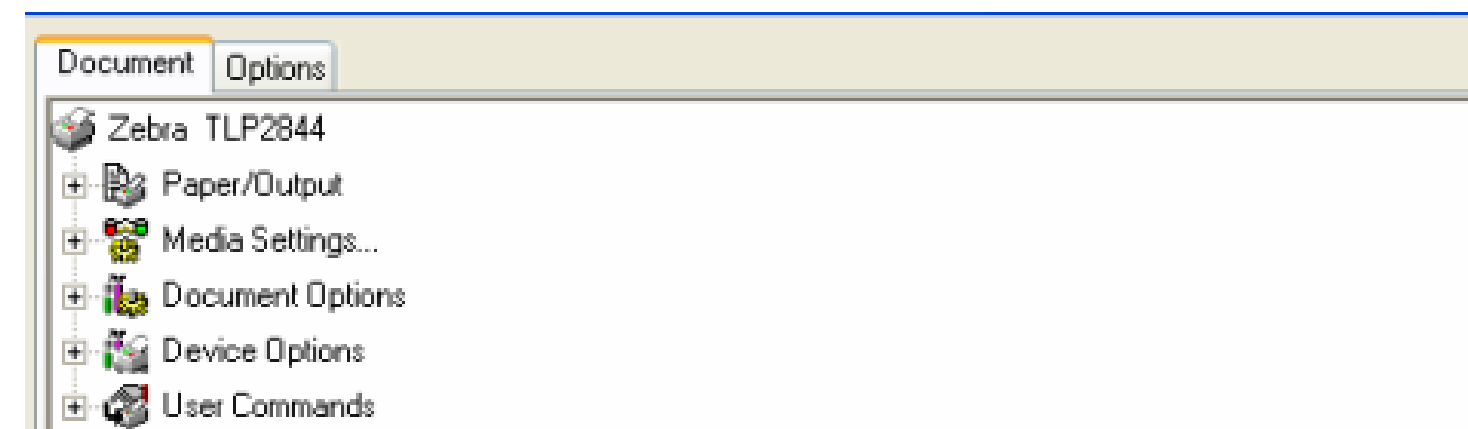 Document Options
Zebra TLP2844
Paper/Output
Media Settings...
Document Options
Device Options
User Commands